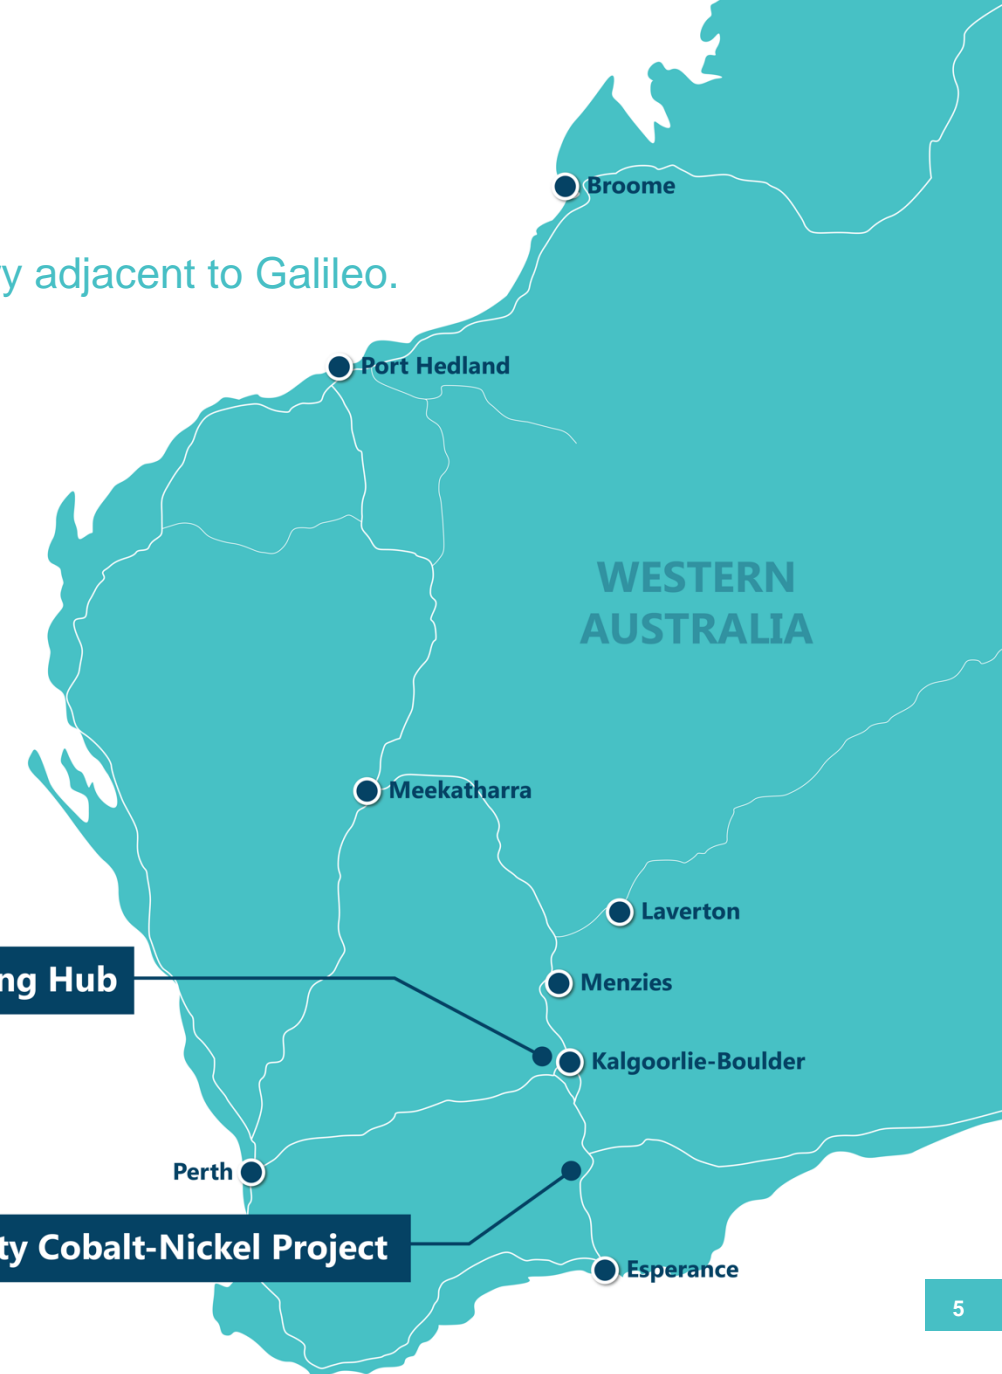 Broome
y adjacent to Galileo.
Port Hedland
WESTERN
AUSTRALIA
Meekatharra
Laverton
ng Hub
Menzies
Kalgoorlie-Boulder
Perth
ty Cobalt-Nickel Project
Esperance
5